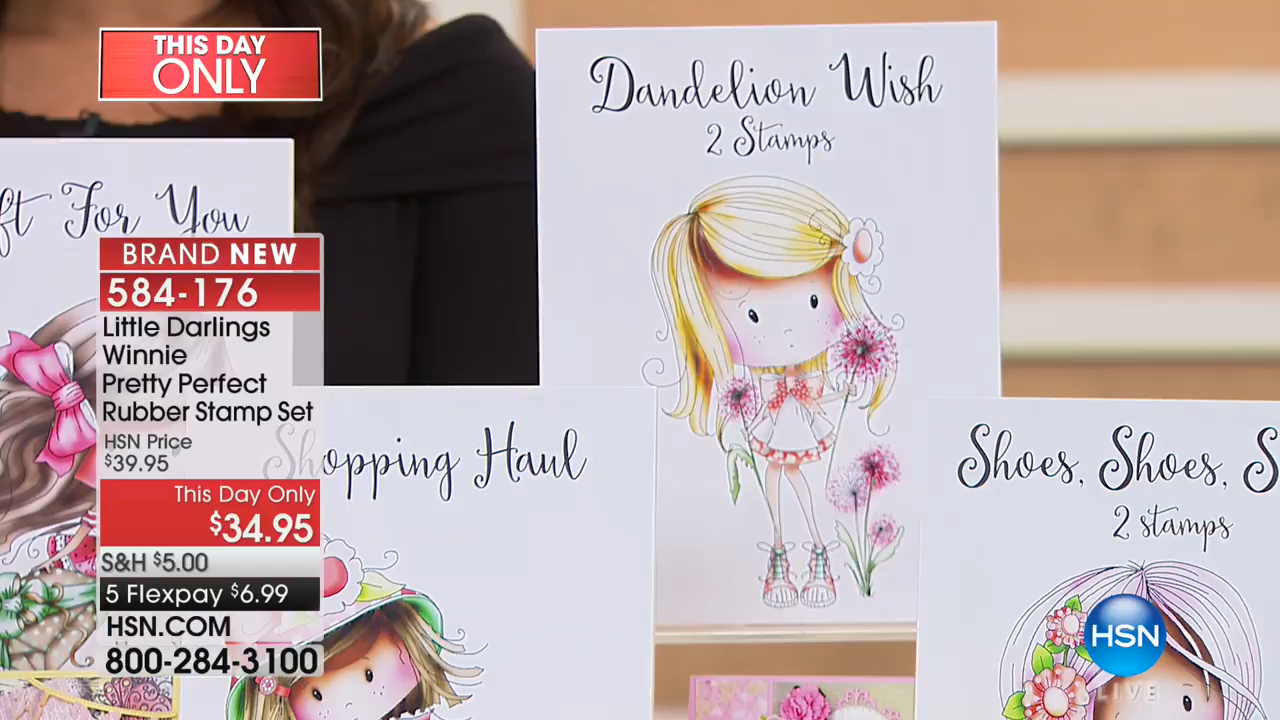 THIS DAY
ONLY
Dandelion Wish
2 Stamps
For You
BRAND NEW
584-176
Little Darlings
Winnie
Pretty Perfect
Rubber Stamp Set
HSN Price
$39.95
This Day Only
$34.95
S&H $5.00
5 Flexpay $6.99
HSN.COM
800-284-3100
Shopping Haul
Shoes, Shoes, S
2 stamps
HSN
LIVE